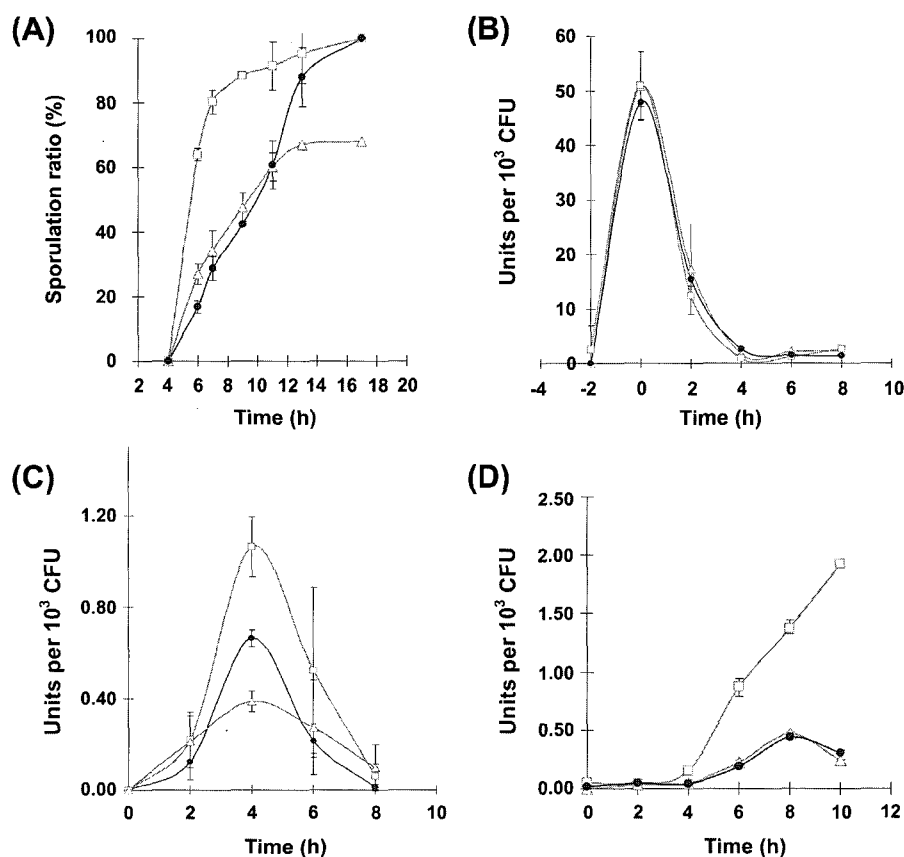 (A)
Sporulation ratio (%)
100
80
60
40
20
0
2 4 6 8 10 12 14 16 18 20
Time (h)
(B)
Units per 10³ CFU
60
50
40
30
20
10
0
-4 -2 0 2 4 6 8 10
Time (h)
(C)
Units per 10³ CFU
1.20
0.80
0.40
0.00
0 2 4 6 8 10
Time (h)
(D)
Units per 10³ CFU
2.50
2.00
1.50
1.00
0.50
0.00
0 2 4 6 8 10 12
Time (h)